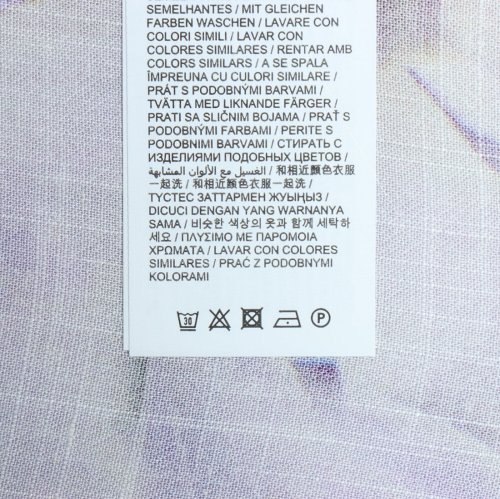 SEMELHANTES / MIT GLEICHEN
FARBEN WASCHEN / LAVARE CON
COLORI SIMILI / LAVAR CON
COLORES SIMILARES / RENTAR AMB
COLORS SIMILARS / A SE SPALA
ÎMPREUNA CU CULORI SIMILARE /
PRÁT S PODOBNÝMI BARVAMI /
TVÄTTA MED LIKNANDE FÄRGER /
PRATI SA SLIČNIM BOJAMA / PRAŤ S
PODOBNÝMI FARBAMI / PERITE S
PODOBNIMI BARVAMI / СТИРАТЬ С
ИЗДЕЛИЯМИ ПОДОБНЫХ ЦВЕТОВ /
الغسيل مع الألوان المشابهة / 和相近顏色衣服
一起洗 / 和相近颜色衣服一起洗 /
ТҮСТЕС ЗАТТАРМЕН ЖУЫҢЫЗ /
DICUCI DENGAN YANG WARNANYA
SAMA / 비슷한 색상의 옷과 함께 세탁하
세요 / ΠΛΥΣΙΜΟ ΜΕ ΠΑΡΟΜΟΙΑ
ΧΡΩΜΑΤΑ / LAVAR CON COLORES
SIMILARES / PRAĆ Z PODOBNYMI
KOLORAMI
30 P